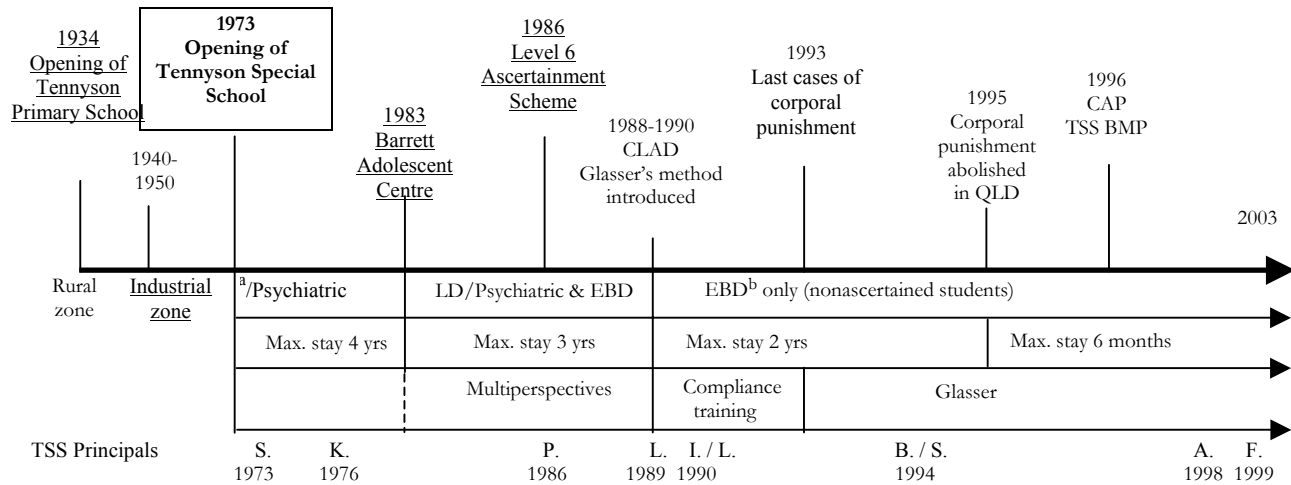 1934
Opening of
Tennyson
Primary School
1973
Opening of
Tennyson Special
School
1940-
1950
1983
Barrett
Adolescent
Centre
1986
Level 6
Ascertainment
Scheme
1988-1990
CLAD
Glasser's method
introduced
1993
Last cases of
corporal
punishment
1995
Corporal
punishment
abolished
in QLD
1996
CAP
TSS BMP
2003
Rural
zone
Industrial
zone
a/Psychiatric
LD/Psychiatric & EBD
EBDb only (nonascertained students)
Max. stay 4 yrs
Max. stay 3 yrs
Max. stay 2 yrs
Max. stay 6 months
Multiperspectives
Compliance
training
Glasser
TSS Principals
S. K. P. L. I. / L. B. / S. A. F.
1973 1976 1986 1989 1990 1994 1998 1999